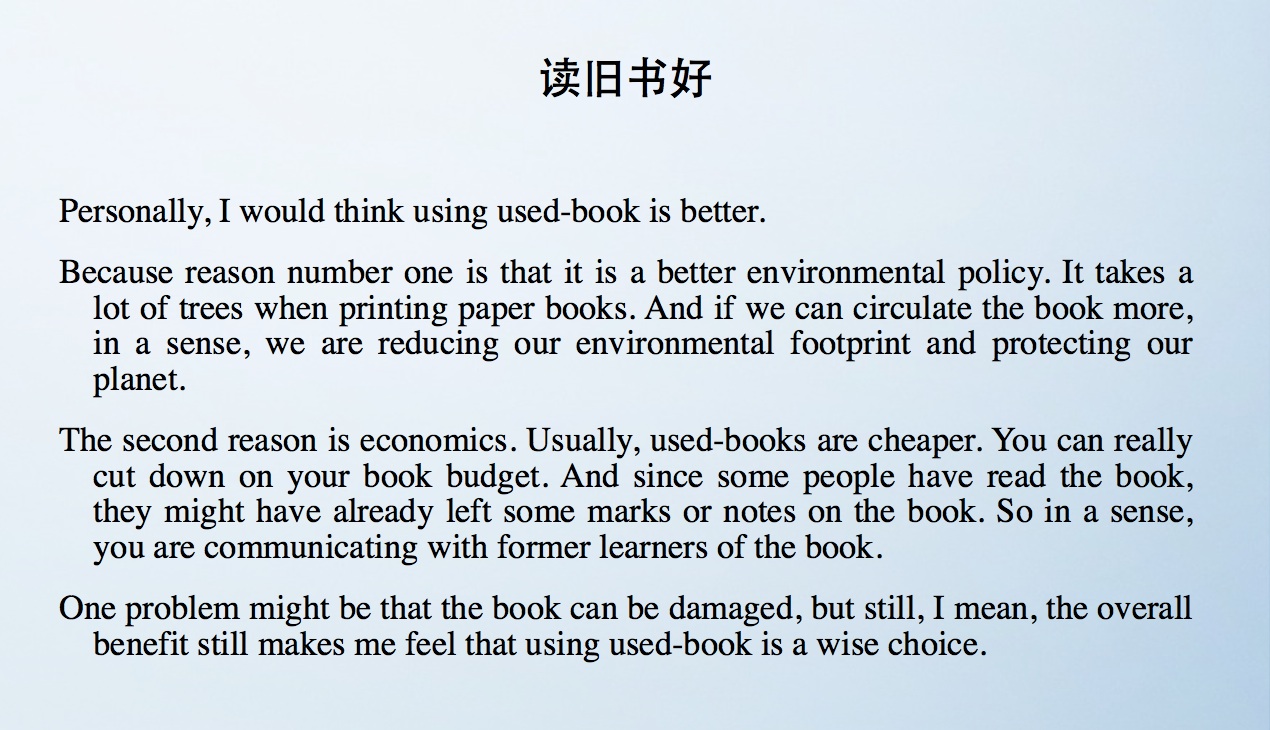 读旧书好
Personally, I would think using used-book is better.
Because reason number one is that it is a better environmental policy. It takes a
lot of trees when printing paper books. And if we can circulate the book more,
in a sense, we are reducing our environmental footprint and protecting our
planet.
The second reason is economics. Usually, used-books are cheaper. You can really
cut down on your book budget. And since some people have read the book,
they might have already left some marks or notes on the book. So in a sense,
you are communicating with former learners of the book.
One problem might be that the book can be damaged, but still, I mean, the overall
benefit still makes me feel that using used-book is a wise choice.